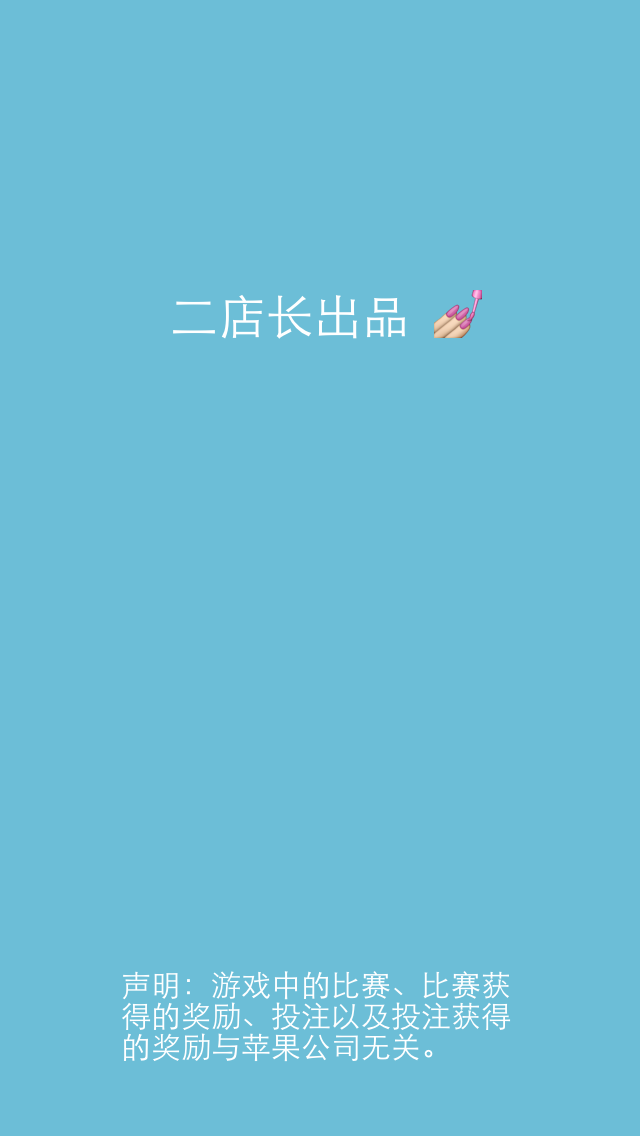 二店长出品 💅
声明：游戏中的比赛、比赛获
得的奖励、投注以及投注获得
的奖励与苹果公司无关。